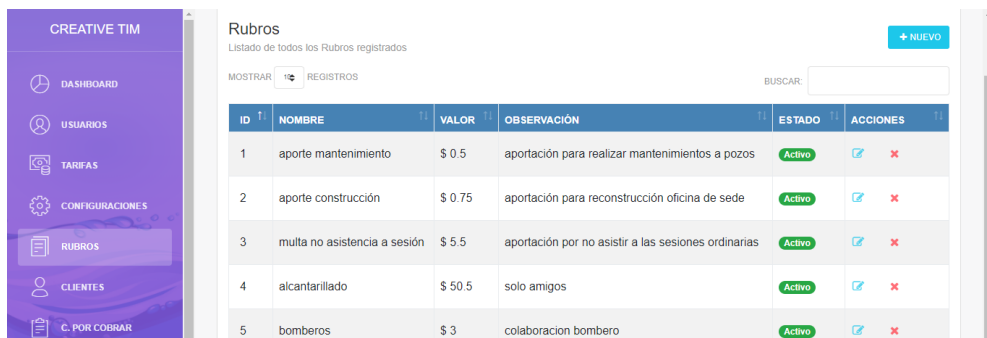 CREATIVE TIM
DASHBOARD
USUARIOS
TARIFAS
CONFIGURACIONES
RUBROS
CLIENTES
C. POR COBRAR
Rubros
Listado de todos los Rubros registrados
+ NUEVO
MOSTRAR 10 REGISTROS
BUSCAR:
ID NOMBRE VALOR OBSERVACIÓN ESTADO ACCIONES
1 aporte mantenimiento $ 0.5 aportación para realizar mantenimientos a pozos Activo
2 aporte construcción $ 0.75 aportación para reconstrucción oficina de sede Activo
3 multa no asistencia a sesión $ 5.5 aportación por no asistir a las sesiones ordinarias Activo
4 alcantarillado $ 50.5 solo amigos Activo
5 bomberos $ 3 colaboracion bombero Activo